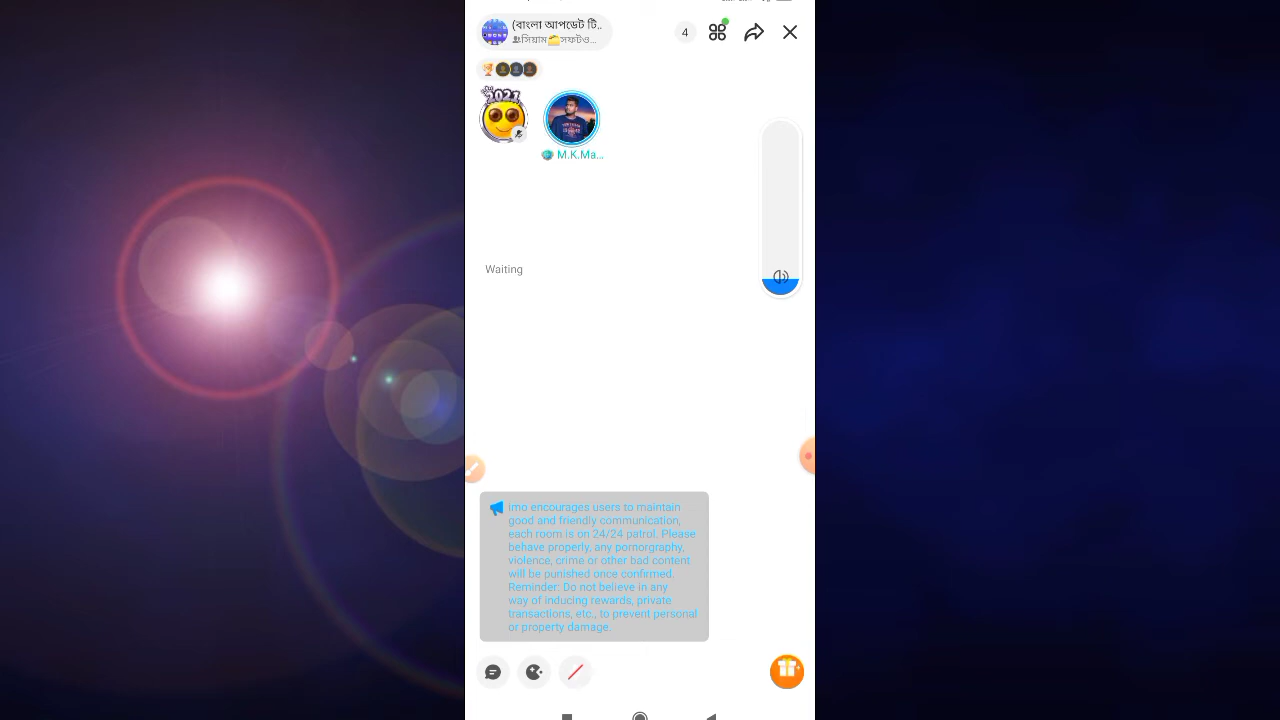 (বাংলা আপডেট টি..
সিয়াম সফটও...
4
2021
M.K.Ma...
Waiting
imo encourages users to maintain
good and friendly communication,
each room is on 24/24 patrol. Please
behave properly, any pornorgraphy,
violence, crime or other bad content
will be punished once confirmed.
Reminder: Do not believe in any
way of inducing rewards, private
transactions, etc., to prevent personal
or property damage.